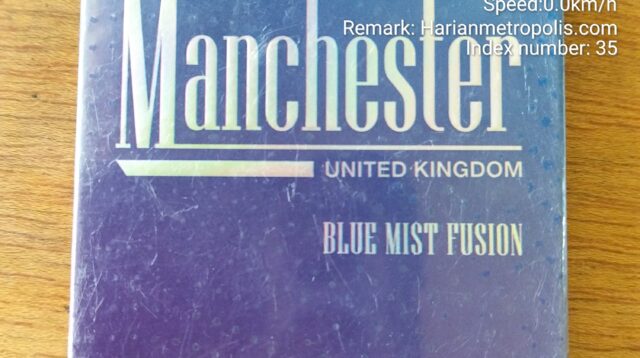 Speed:0.0km/h
Remark: Harianmetropolis.com
Index number: 35
Manchester
UNITED KINGDOM
BLUE MIST FUSION